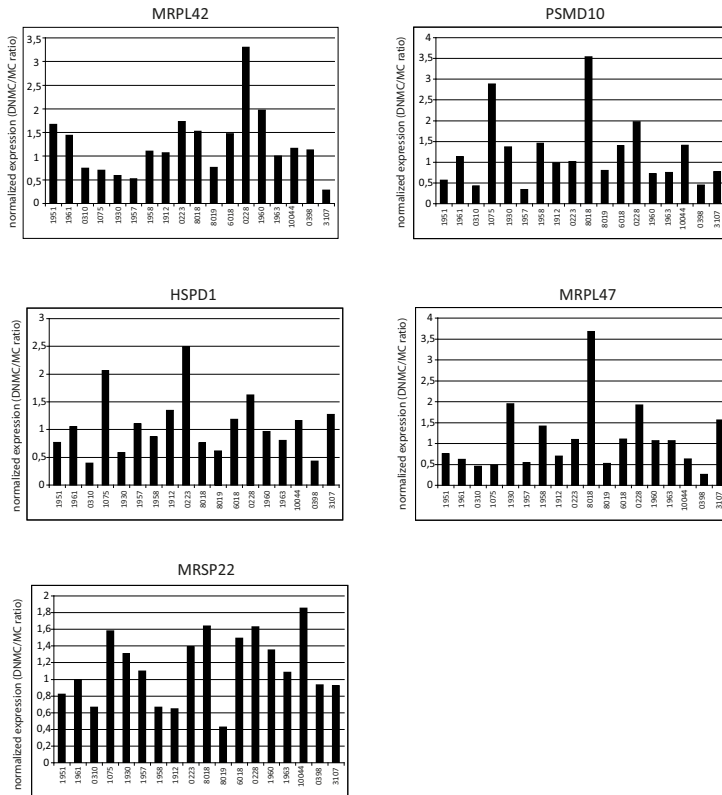 MRPL42
normalized expression (DNMC/MC ratio)
3,5
3
2,5
2
1,5
1
0,5
0
1951 1961 0310 1075 1930 1957 1958 1912 0223 8018 8019 6018 0228 1960 1963 10044 0398 3107
PSMD10
normalized expression (DNMC/MC ratio)
4
3,5
3
2,5
2
1,5
1
0,5
0
1951 1961 0310 1075 1930 1957 1958 1912 0223 8018 8019 6018 0228 1960 1963 10044 0398 3107
HSPD1
normalized expression (DNMC/MC ratio)
3
2,5
2
1,5
1
0,5
0
1951 1961 0310 1075 1930 1957 1958 1912 0223 8018 8019 6018 0228 1960 1963 10044 0398 3107
MRPL47
normalized expression (DNMC/MC ratio)
4
3,5
3
2,5
2
1,5
1
0,5
0
1951 1961 0310 1075 1930 1957 1958 1912 0223 8018 8019 6018 0228 1960 1963 10044 0398 3107
MRSP22
normalized expression (DNMC/MC ratio)
2
1,8
1,6
1,4
1,2
1
0,8
0,6
0,4
0,2
0
1951 1961 0310 1075 1930 1957 1958 1912 0223 8018 8019 6018 0228 1960 1963 10044 0398 3107